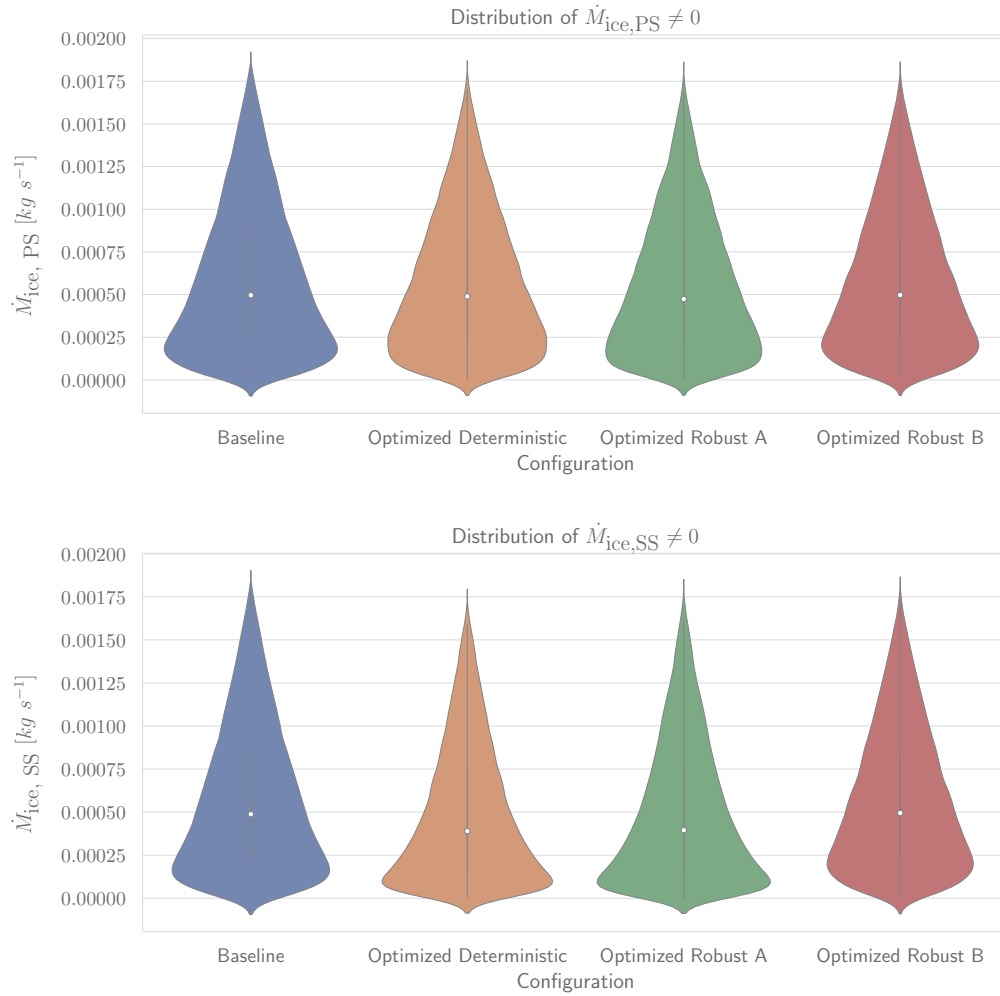 Distribution of Ṁice,PS ≠ 0
0.00200
0.00175
0.00150
0.00125
0.00100
0.00075
0.00050
0.00025
0.00000
Ṁice, PS [kg s⁻¹]
Baseline Optimized Deterministic Optimized Robust A Optimized Robust B
Configuration
Distribution of Ṁice,SS ≠ 0
0.00200
0.00175
0.00150
0.00125
0.00100
0.00075
0.00050
0.00025
0.00000
Ṁice, SS [kg s⁻¹]
Baseline Optimized Deterministic Optimized Robust A Optimized Robust B
Configuration